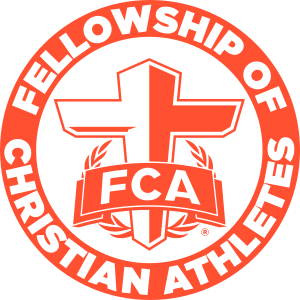 FELLOWSHIP OF
CHRISTIAN ATHLETES
FCA
®